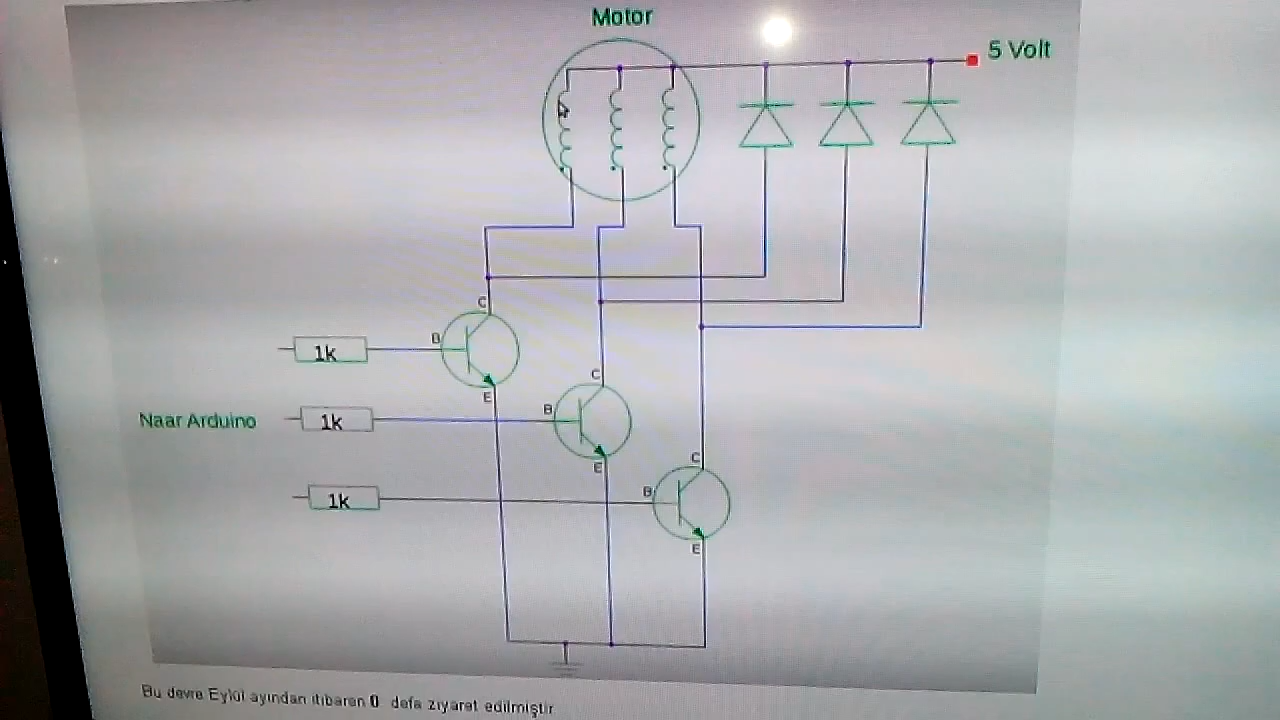 Motor
5 Volt
C
B
1k
E
C
B
Naar Arduino
1k
E
C
B
1k
E
Bu devre Eylül ayından itibaren 0 defa ziyaret edilmiştir